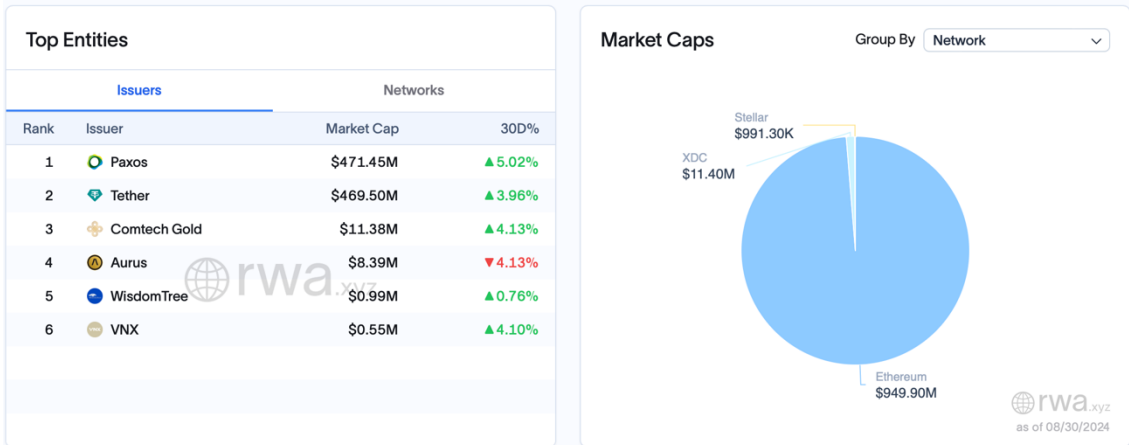 Top Entities
Issuers Networks
Rank Issuer Market Cap 30D%
1 Paxos $471.45M ▲5.02%
2 Tether $469.50M ▲3.96%
3 Comtech Gold $11.38M ▲4.13%
4 Aurus $8.39M ▼4.13%
5 WisdomTree $0.99M ▲0.76%
6 VNX $0.55M ▲4.10%
rwa.xyz
Market Caps
Group By Network
Stellar
$991.30K
XDC
$11.40M
Ethereum
$949.90M
rwa.xyz
as of 08/30/2024